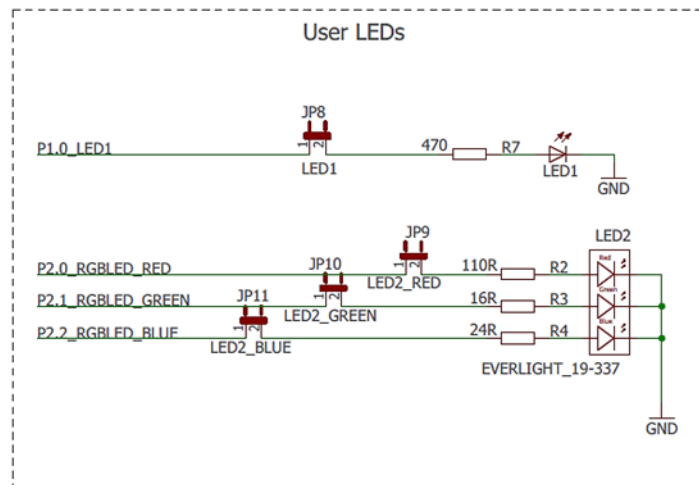 User LEDs
JP8
1 2
P1.0_LED1
LED1
470
R7
LED1
GND
JP9
1 2
P2.0_RGBLED_RED
LED2_RED
110R
R2
LED2
Red
JP10
1 2
P2.1_RGBLED_GREEN
LED2_GREEN
16R
R3
Green
JP11
1 2
P2.2_RGBLED_BLUE
LED2_BLUE
24R
R4
Blue
EVERLIGHT_19-337
GND